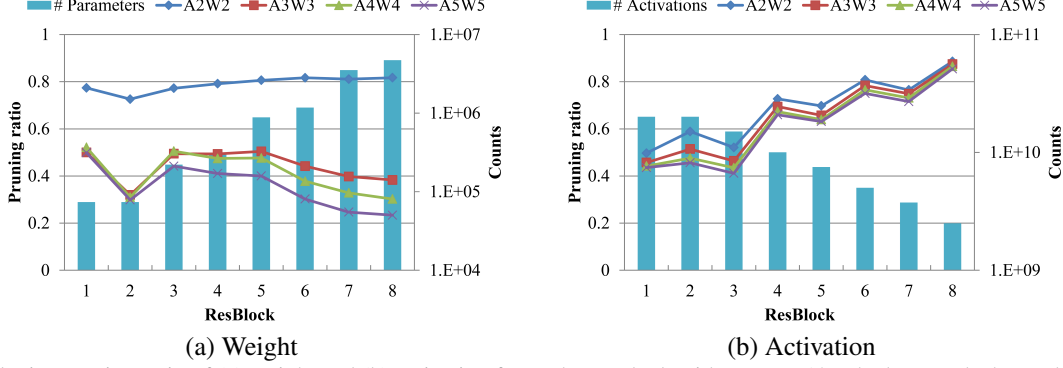 # Parameters A2W2 A3W3 A4W4 A5W5
1 1.E+07
0.8
1.E+06
0.6
0.4
1.E+05
0.2
0 1.E+04
Pruning ratio
Counts
1 2 3 4 5 6 7 8
ResBlock
(a) Weight
# Activations A2W2 A3W3 A4W4 A5W5
1 1.E+11
0.8
0.6
1.E+10
0.4
0.2
0 1.E+09
Pruning ratio
Counts
1 2 3 4 5 6 7 8
ResBlock
(b) Activation